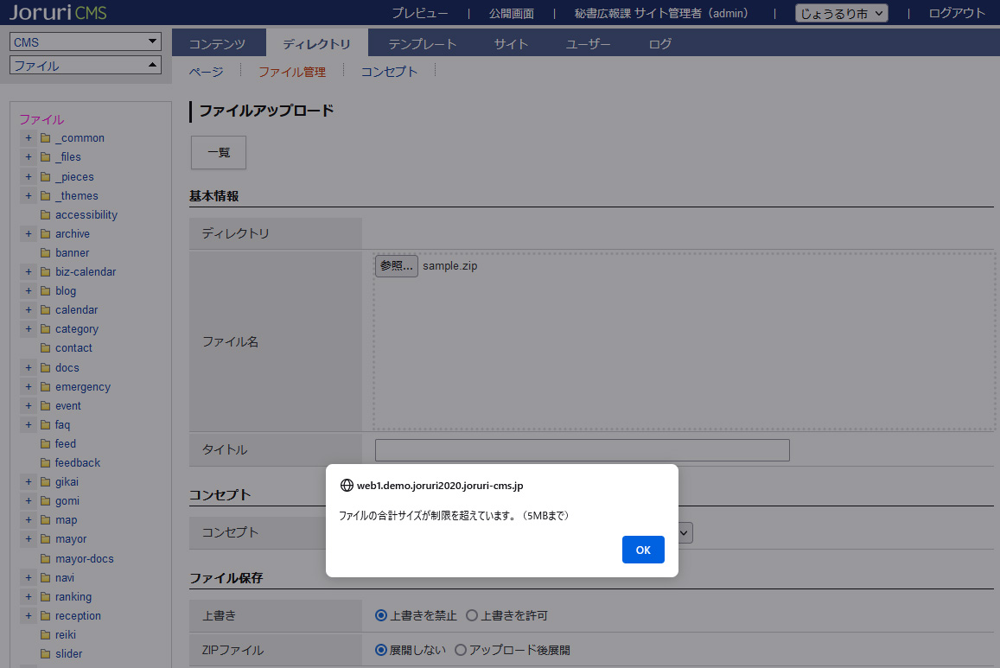 Joruri CMS
プレビュー | 公開画面 | 秘書広報課 サイト管理者（admin） | じょうるり市 | ログアウト
CMS
ファイル
コンテンツ ディレクトリ テンプレート サイト ユーザー ログ
ページ ファイル管理 コンセプト
ファイル
+ _common
+ _files
+ _pieces
+ _themes
accessibility
+ archive
banner
+ biz-calendar
+ blog
+ calendar
+ category
contact
+ docs
+ emergency
+ event
+ faq
feed
feedback
+ gikai
+ gomi
+ map
+ mayor
mayor-docs
+ navi
+ ranking
+ reception
reiki
slider
ファイルアップロード
一覧
基本情報
ディレクトリ
ファイル名
参照... sample.zip
タイトル
コンセプト
コンセプト
web1.demo.joruri2020.joruri-cms.jp
ファイルの合計サイズが制限を超えています。（5MBまで）
OK
ファイル保存
上書き 上書きを禁止 上書きを許可
ZIPファイル 展開しない アップロード後展開